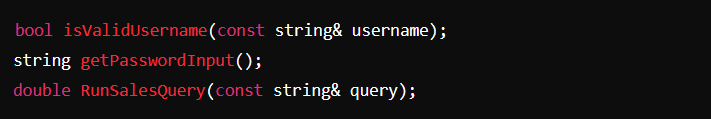 bool isValidUsername(const string& username);
string getPasswordInput();
double RunSalesQuery(const string& query);